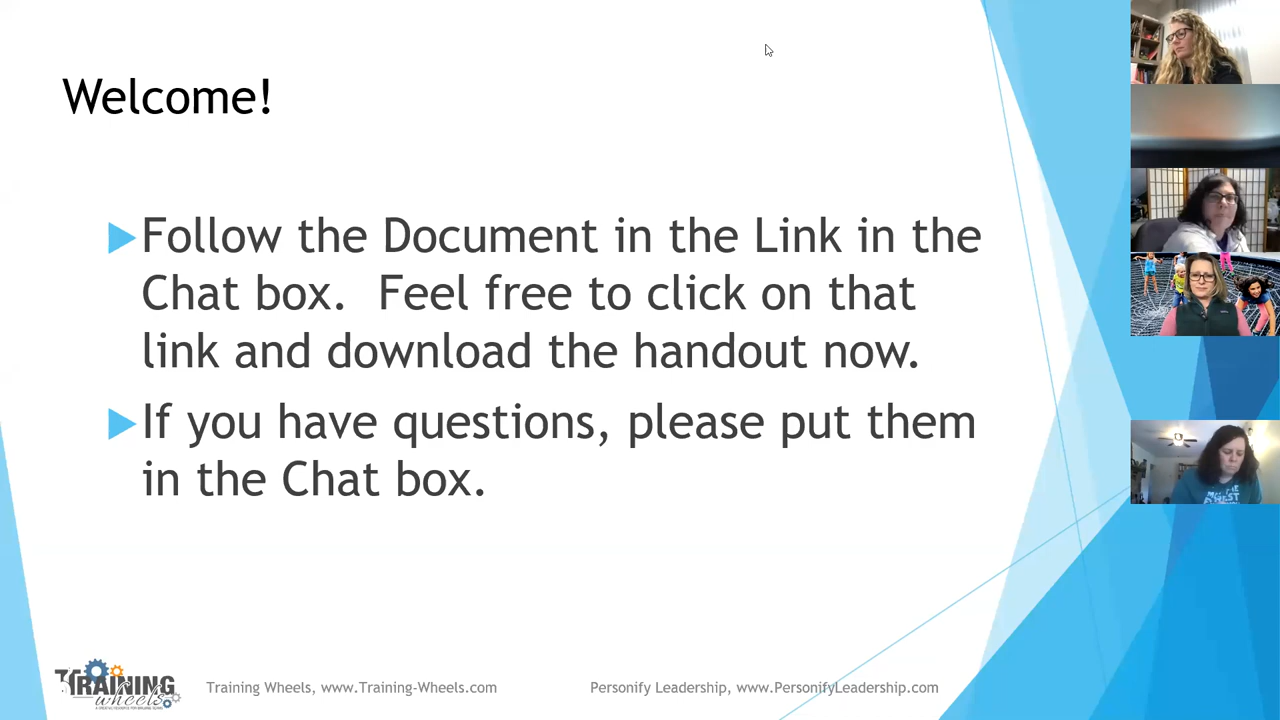 Welcome!
Follow the Document in the Link in the
Chat box. Feel free to click on that
link and download the handout now.
If you have questions, please put them
in the Chat box.
TRAINING
wheels
Training Wheels, www.Training-Wheels.com
Personify Leadership, www.PersonifyLeadership.com